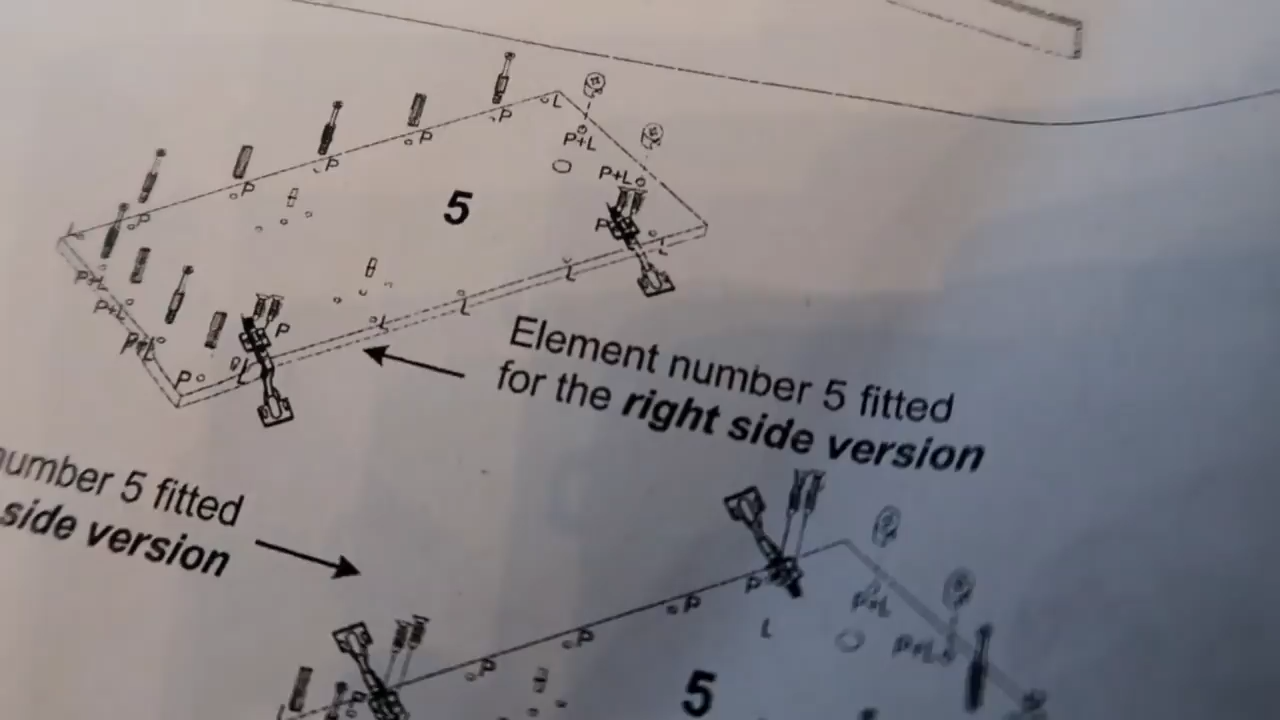 L
P
P+L
P
P
P+L
P
5
P
P
L
P+L
L
P+L
L
P
L
P
L
Element number 5 fitted
for the right side version
number 5 fitted
side version
P
P
P+L
L
P
P+L
P
5